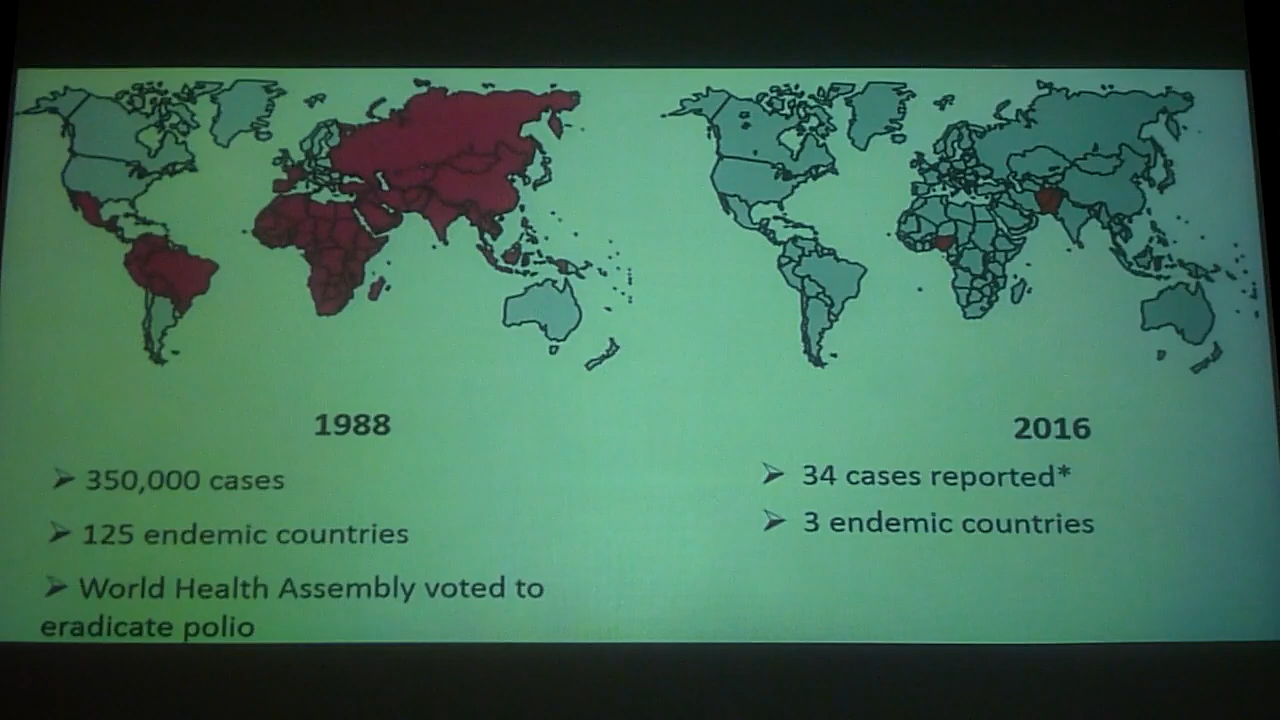 1988
➢ 350,000 cases
➢ 125 endemic countries
➢ World Health Assembly voted to
eradicate polio
2016
➢ 34 cases reported*
➢ 3 endemic countries